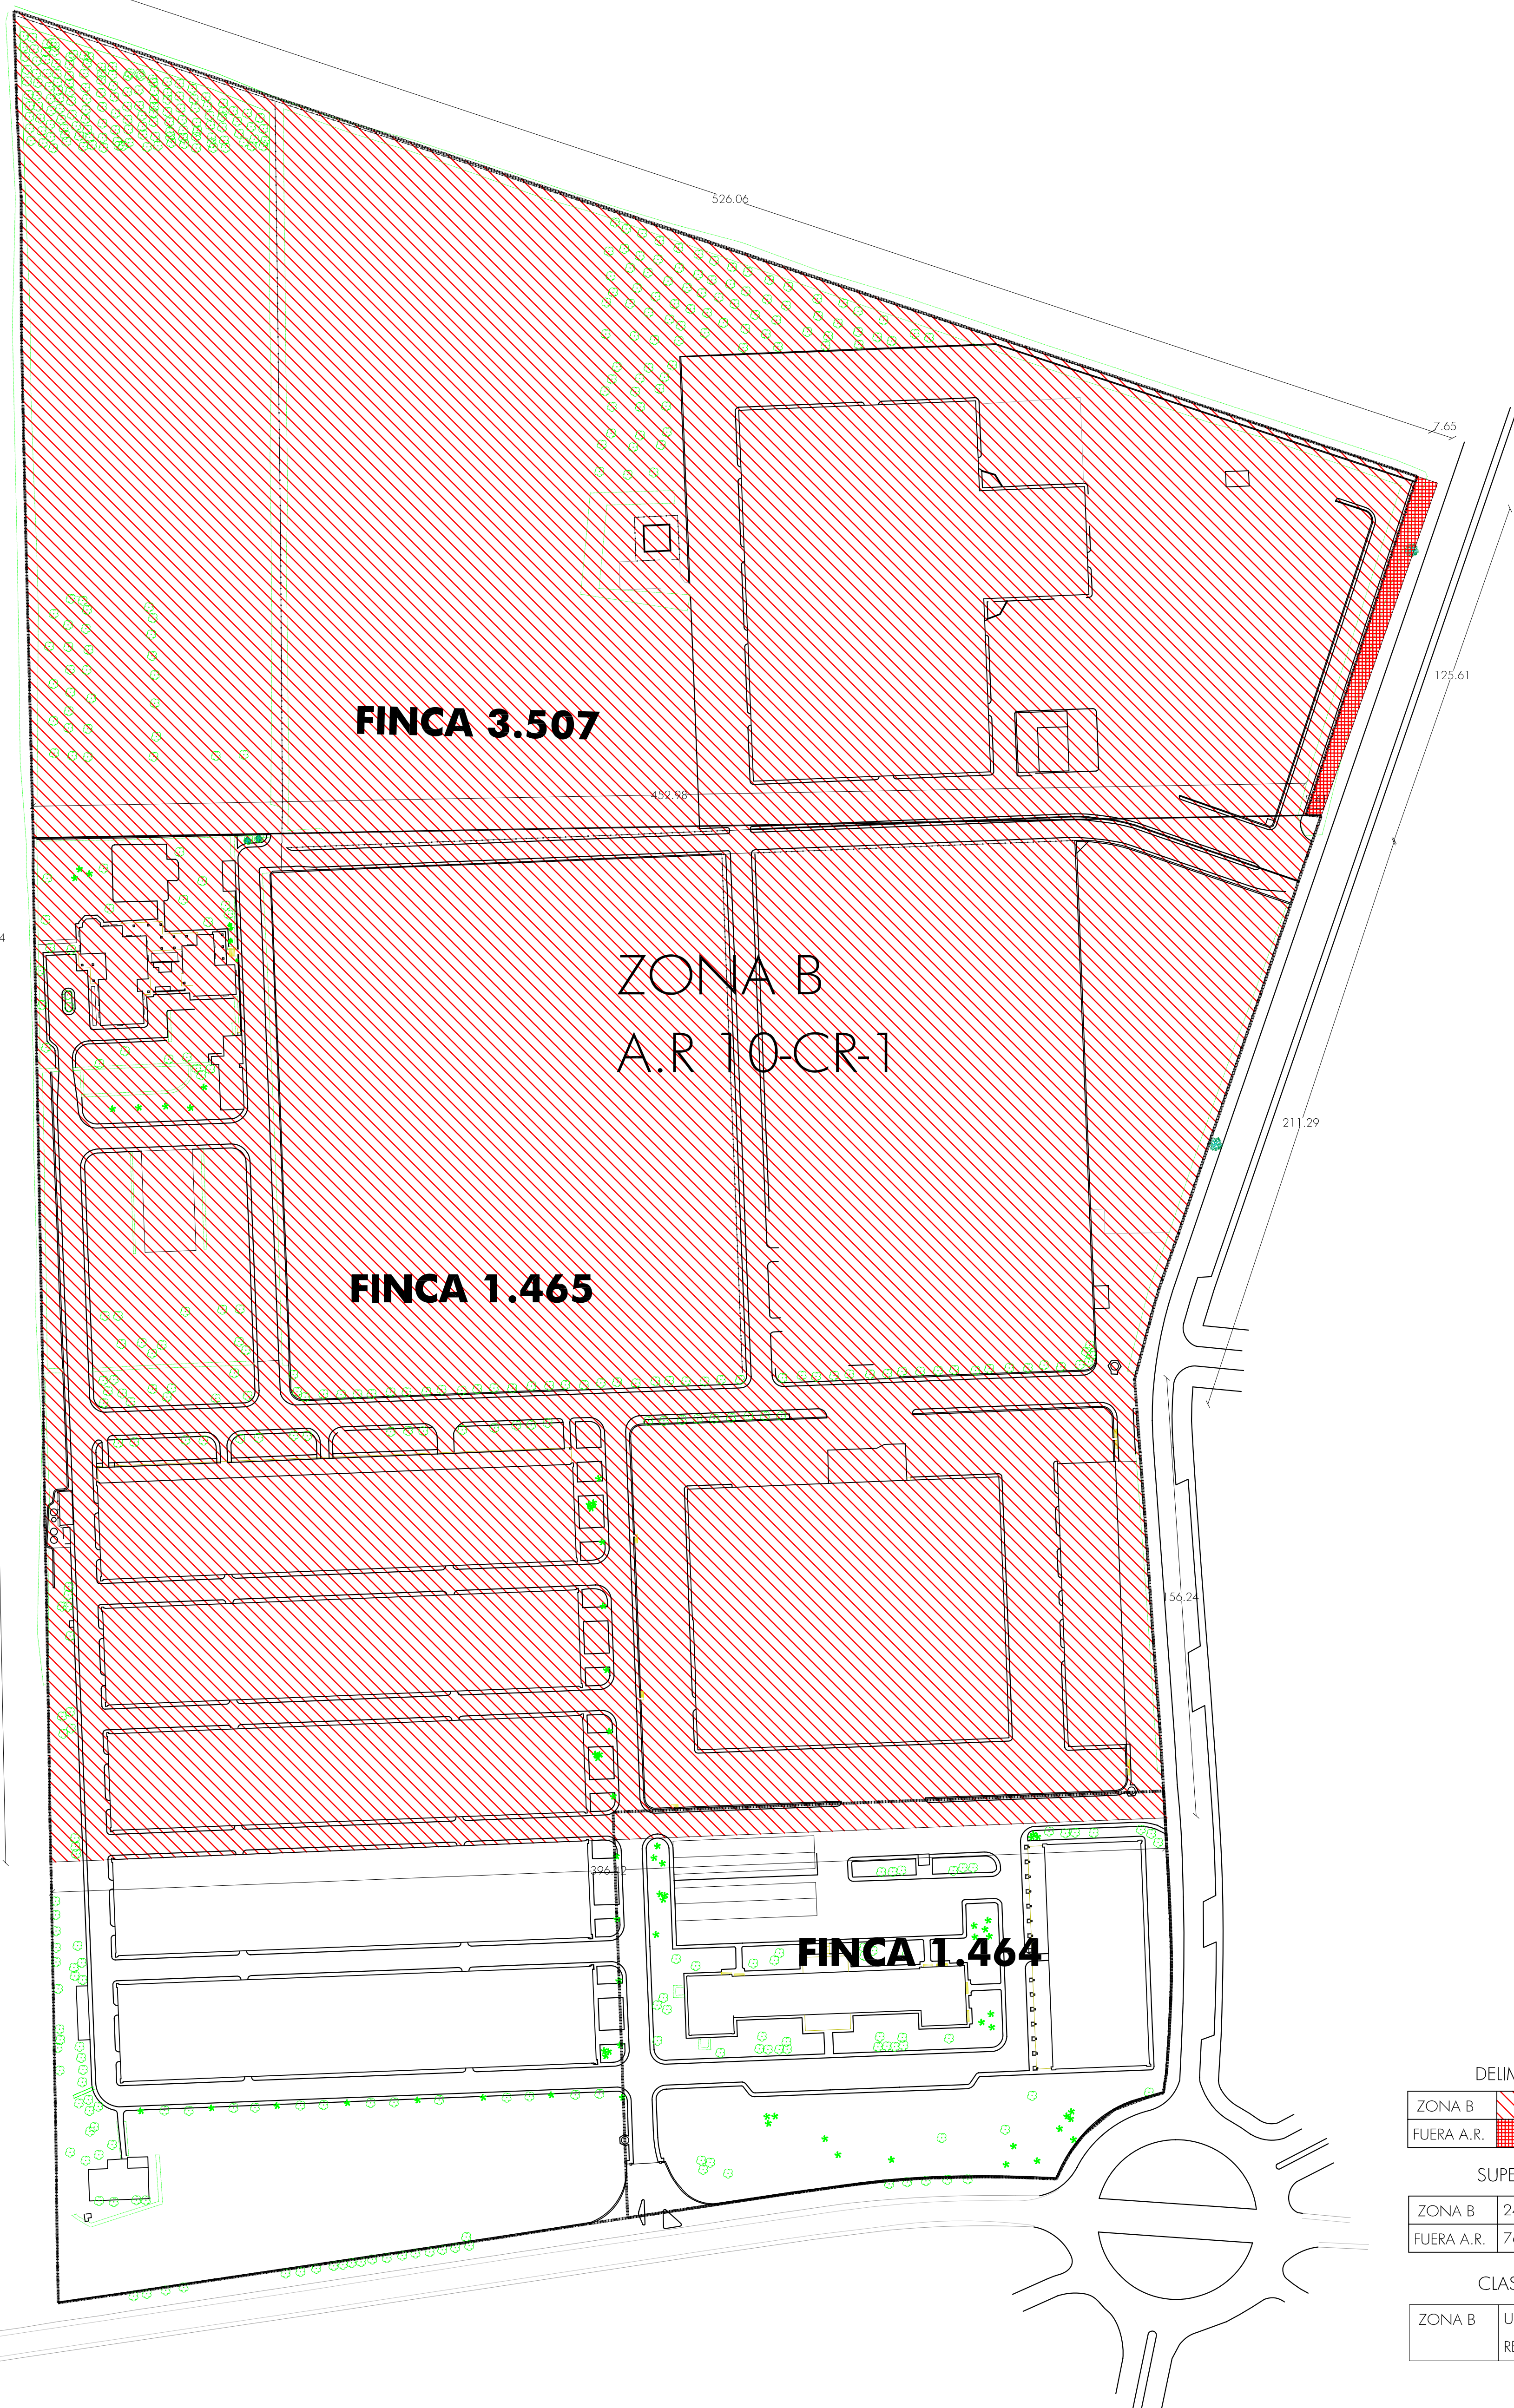 526.06
7.65
125.61
FINCA 3.507
452.98
ZONA B
A.R 10-CR-1
211.29
FINCA 1.465
156.24
396.42
FINCA 1.464
ZONA B
FUERA A.R.
ZONA B
FUERA A.R.
ZONA B